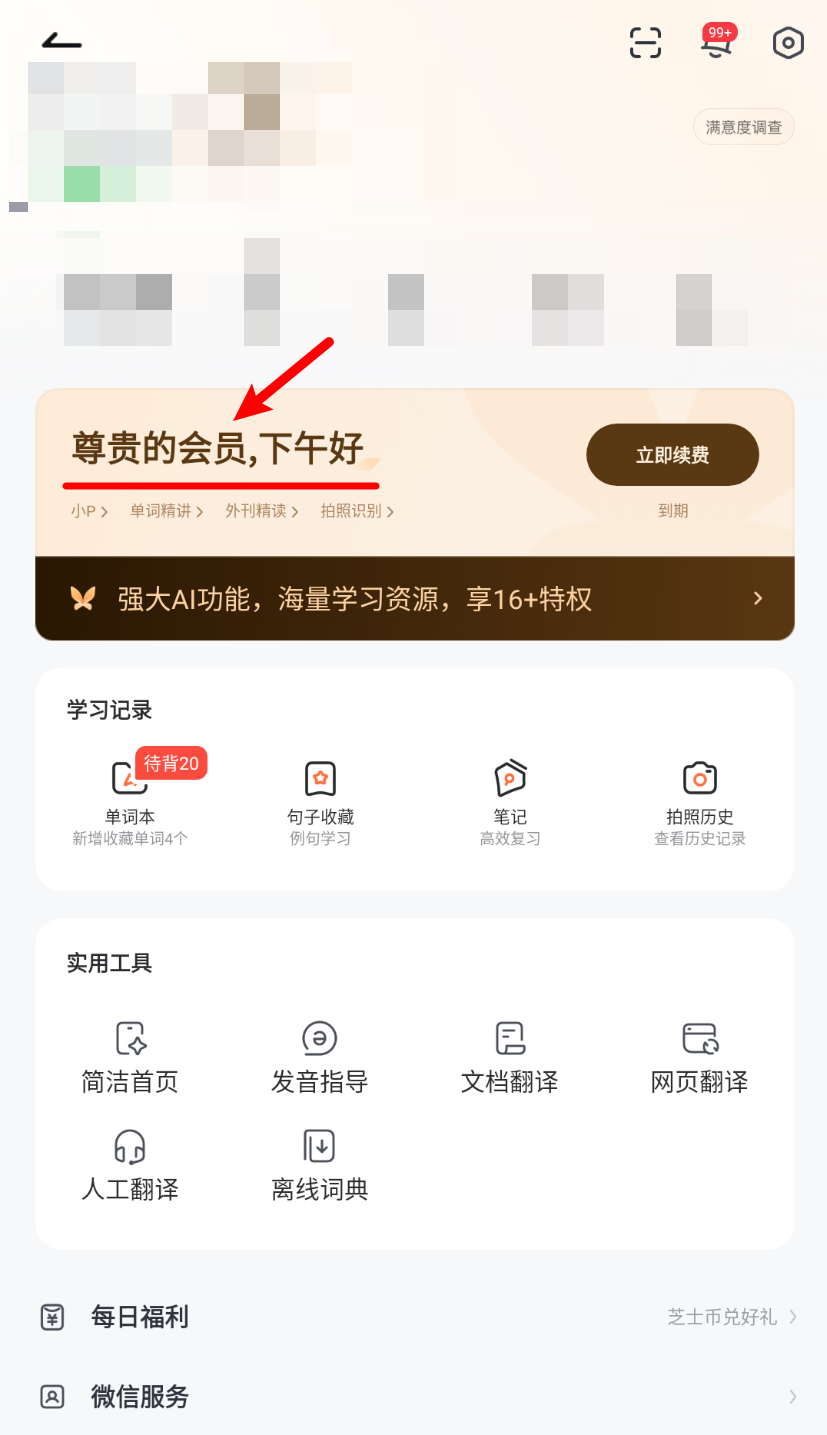 99+
满意度调查
尊贵的会员,下午好
立即续费
小P 单词精讲 外刊精读 拍照识别
到期
强大AI功能，海量学习资源，享16+特权
学习记录
待背20
单词本 句子收藏 笔记 拍照历史
新增收藏单词4个 例句学习 高效复习 查看历史记录
实用工具
简洁首页 发音指导 文档翻译 网页翻译
人工翻译 离线词典
每日福利 芝士币兑好礼
微信服务